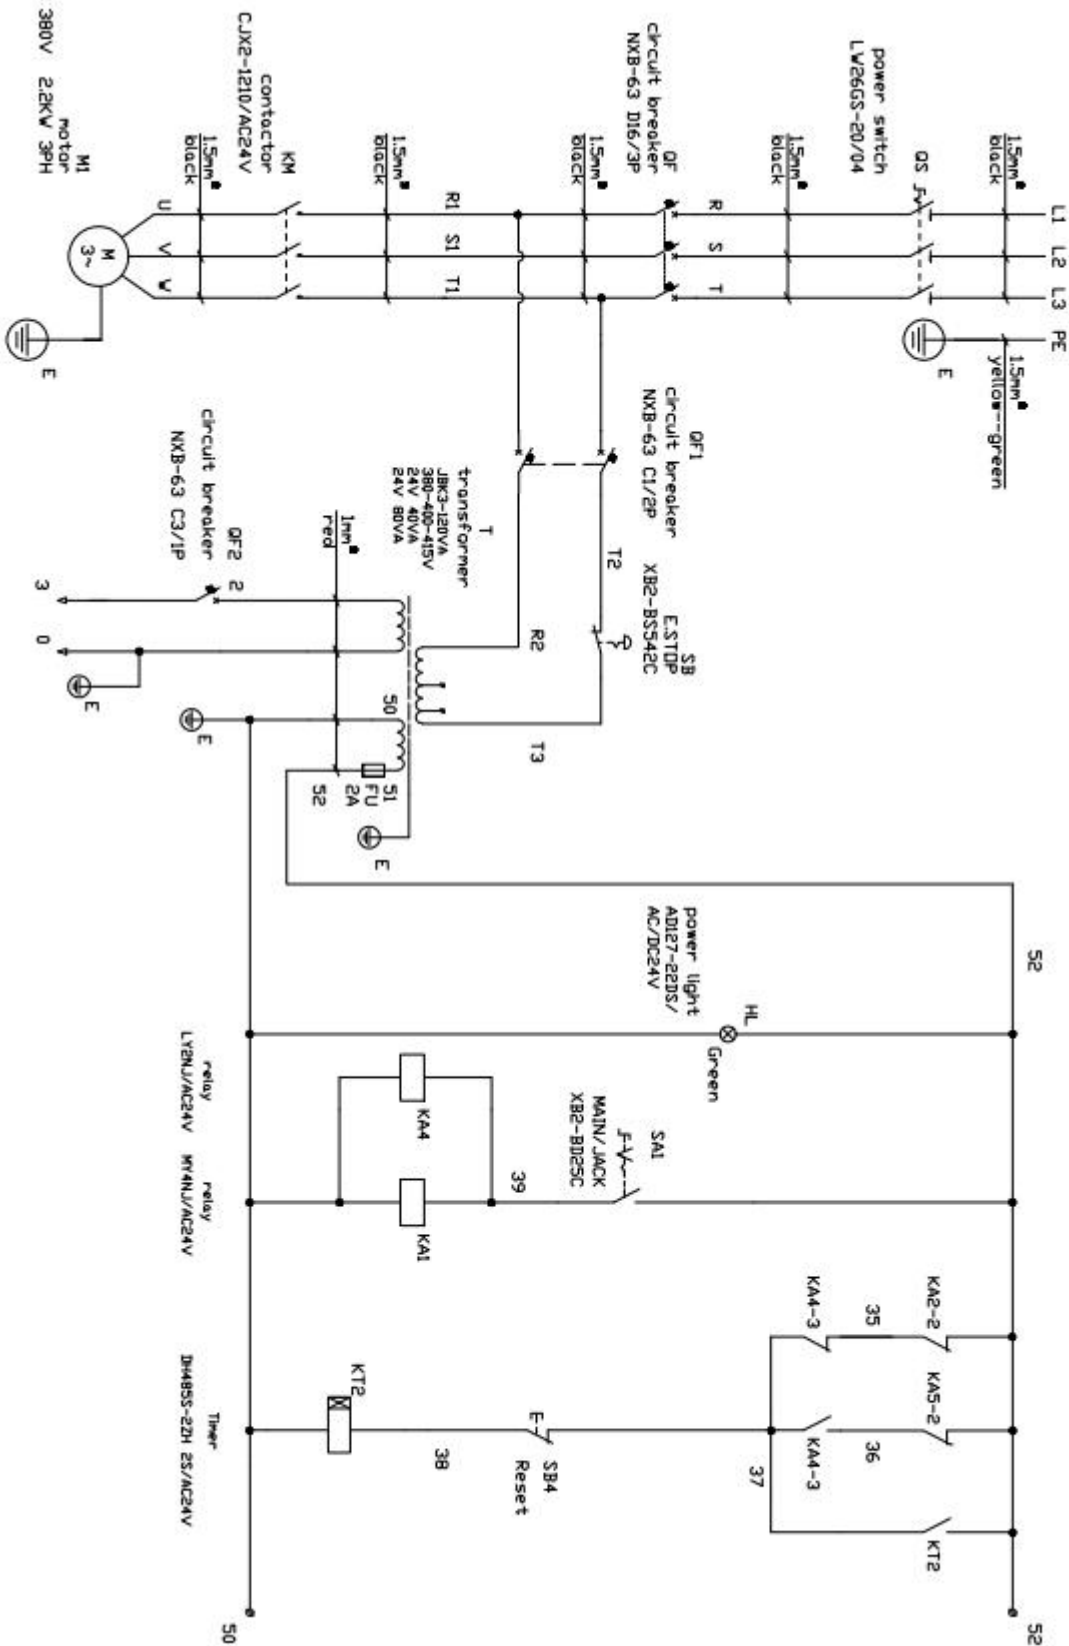 L1
L2
L3
PE
1.5mm²
black
1.5mm²
yellow--green
QS
power switch
LW26GS-20/04
E
1.5mm²
black
R
S
T
QF
circuit breaker
NXB-63 D16/3P
1.5mm²
black
R1
S1
T1
1.5mm²
black
KM
contactor
CJX2-1210/AC24V
1.5mm²
black
U
V
W
M
3~
M1
motor
380V 2.2KW 3PH
E
QF1
circuit breaker
NXB-63 C1/2P
T2
SB
E.STOP
XB2-BS542C
R2
T3
T
transformer
JBK3-120VA
380-400-415V
24V 40VA
24V 80VA
1mm²
red
QF2
circuit breaker
NXB-63 C3/1P
2
3
0
E
50
E
51
FU
2A
52
E
52
HL
Green
power light
AD127-22DS/
AC/DC24V
SA1
MAIN/JACK
XB2-BD25C
39
KA4
KA1
relay
LY2NJ/AC24V
relay
MY4NJ/AC24V
KA2-2
35
KA4-3
KA5-2
36
KA4-3
KT2
37
SB4
Reset
38
KT2
Timer
DH48SS-2ZH 2S/AC24V
52
50